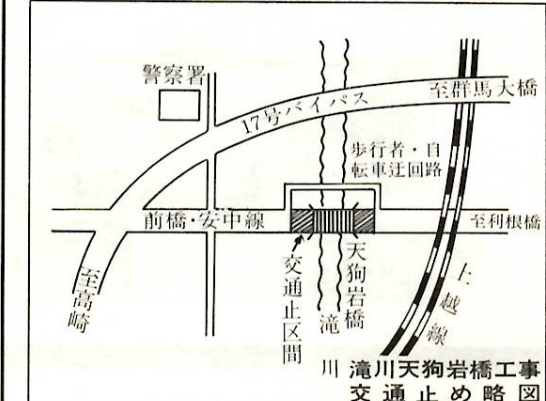 警察署
17号バイパス
至群馬大橋
歩行者・自
転車迂回路
前橋・安中線
至利根橋
至高崎
交通止区間
天狗岩橋
滝川
上越線
滝川天狗岩橋工事
交通止め略図